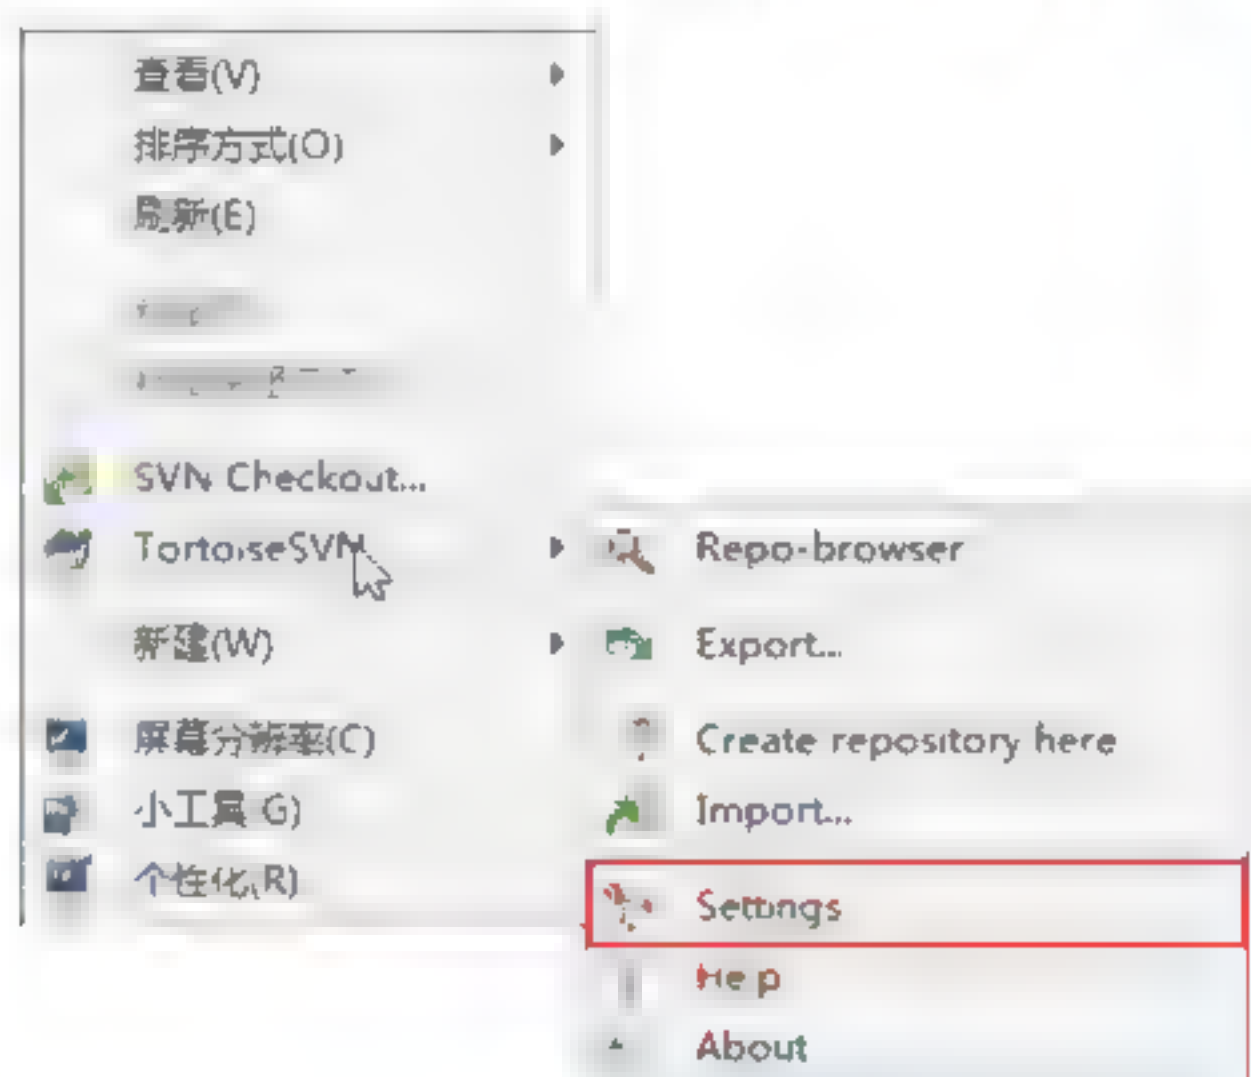 查看(V)
排序方式(O)
刷新(E)
SVN Checkout...
TortoiseSVN
新建(W)
屏幕分辨率(C)
小工具(G)
个性化(R)
Repo-browser
Export...
Create repository here
Import...
Settings
Help
About